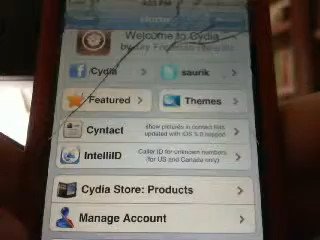 4:03 PM
Home
Welcome to Cydia
by Jay Freeman (saurik)
Cydia
saurik
Featured
Themes
Cyntact
show pictures in contact lists
updated with iOS 5.0 support
IntelliID
Caller ID for unknown numbers
(for US and Canada only)
Cydia Store: Products
Manage Account